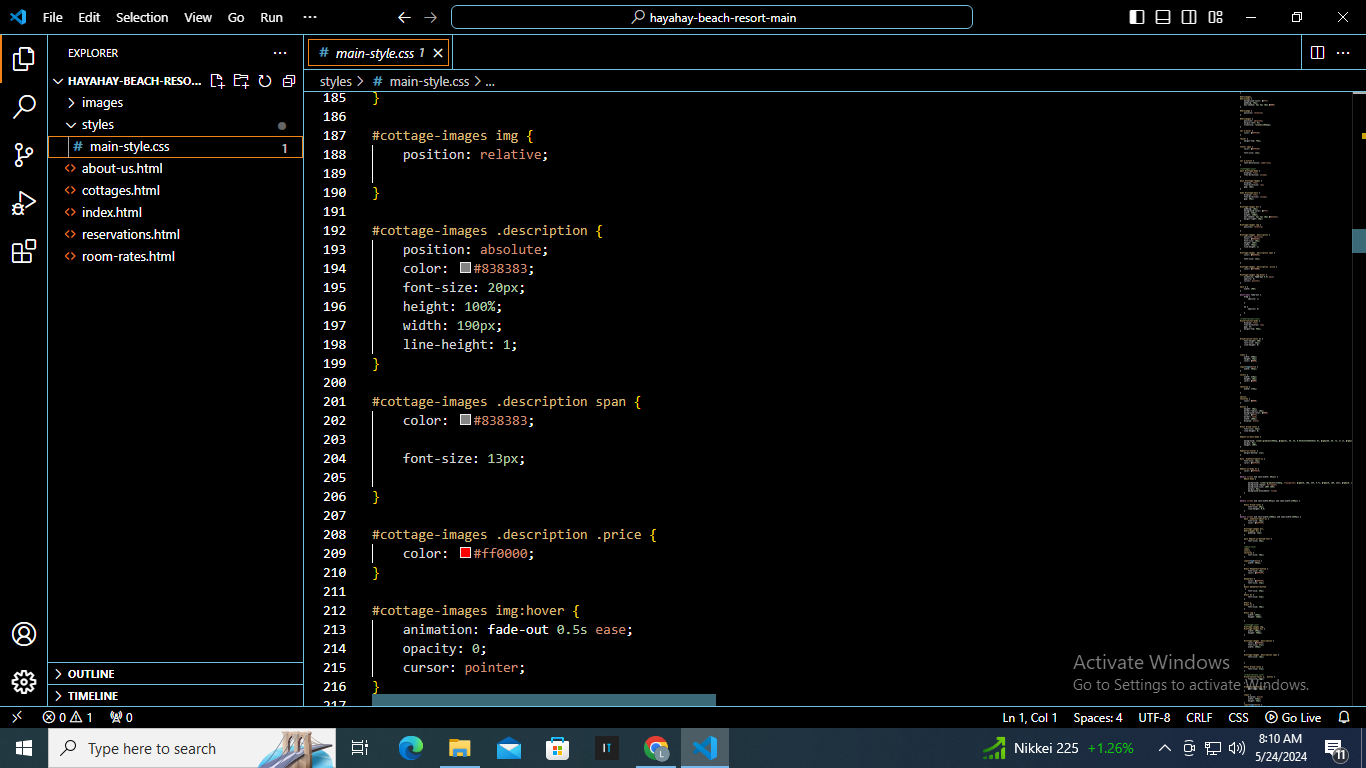 File Edit Selection View Go Run ···
hayahay-beach-resort-main
EXPLORER
main-style.css 1
HAYAHAY-BEACH-RESO...
images
styles
main-style.css 1
about-us.html
cottages.html
index.html
reservations.html
room-rates.html
OUTLINE
TIMELINE
styles > # main-style.css > ...
185 }
186
187 #cottage-images img {
188 position: relative;
189
190 }
191
192 #cottage-images .description {
193 position: absolute;
194 color: #838383;
195 font-size: 20px;
196 height: 100%;
197 width: 190px;
198 line-height: 1;
199 }
200
201 #cottage-images .description span {
202 color: #838383;
203
204 font-size: 13px;
205
206 }
207
208 #cottage-images .description .price {
209 color: #ff0000;
210 }
211
212 #cottage-images img:hover {
213 animation: fade-out 0.5s ease;
214 opacity: 0;
215 cursor: pointer;
216 }
217
Activate Windows
Go to Settings to activate Windows.
0 1 0
Ln 1, Col 1 Spaces: 4 UTF-8 CRLF CSS Go Live
Type here to search
IT
L
Nikkei 225 +1.26%
8:10 AM
5/24/2024
11